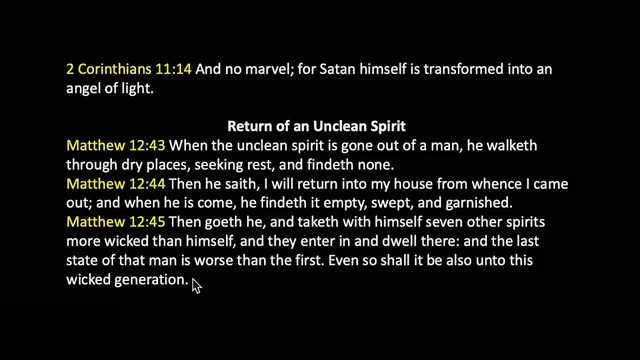 2 Corinthians 11:14 And no marvel; for Satan himself is transformed into an
angel of light.
Return of an Unclean Spirit
Matthew 12:43 When the unclean spirit is gone out of a man, he walketh
through dry places, seeking rest, and findeth none.
Matthew 12:44 Then he saith, I will return into my house from whence I came
out; and when he is come, he findeth it empty, swept, and garnished.
Matthew 12:45 Then goeth he, and taketh with himself seven other spirits
more wicked than himself, and they enter in and dwell there: and the last
state of that man is worse than the first. Even so shall it be also unto this
wicked generation.